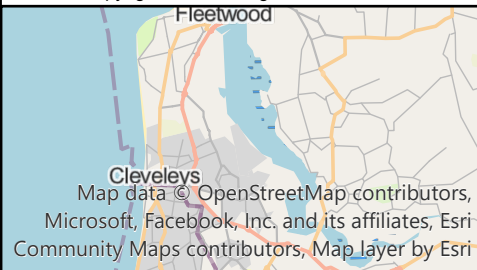 Fleetwood
Cleveleys
Map data © OpenStreetMap contributors,
Microsoft, Facebook, Inc. and its affiliates, Esri
Community Maps contributors, Map layer by Esri